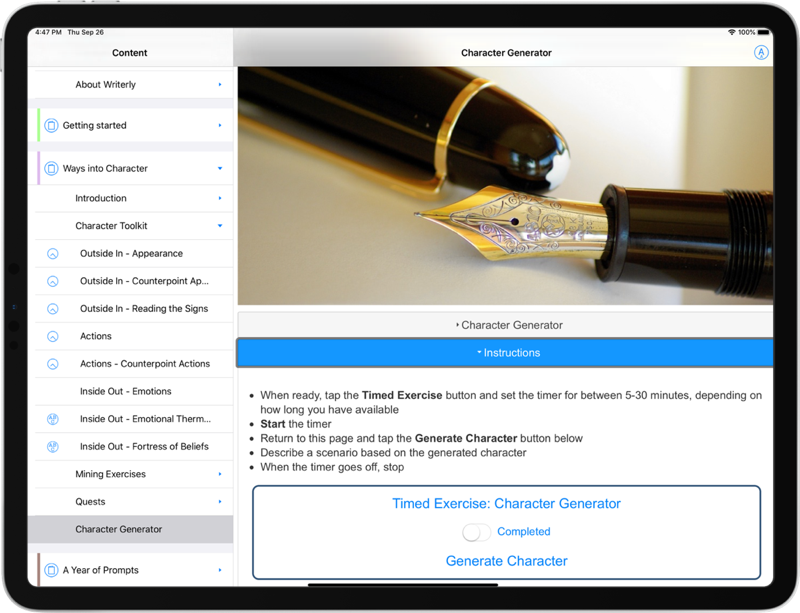 4:47 PM Thu Sep 26
100%
Content
Character Generator
A
About Writerly
Getting started
Ways into Character
Introduction
Character Toolkit
Outside In - Appearance
Outside In - Counterpoint Ap...
Outside In - Reading the Signs
Actions
Actions - Counterpoint Actions
Inside Out - Emotions
Inside Out - Emotional Therm...
Inside Out - Fortress of Beliefs
Mining Exercises
Quests
Character Generator
A Year of Prompts
Character Generator
Instructions
• When ready, tap the Timed Exercise button and set the timer for between 5-30 minutes, depending on
how long you have available
• Start the timer
• Return to this page and tap the Generate Character button below
• Describe a scenario based on the generated character
• When the timer goes off, stop
Timed Exercise: Character Generator
Completed
Generate Character